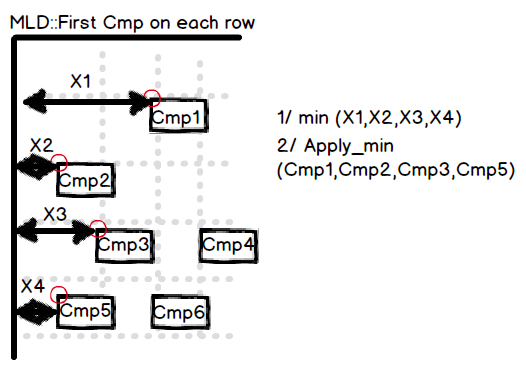 MLD::First Cmp on each row
X1
Cmp1
1/ min (X1,X2,X3,X4)
X2
2/ Apply_min
(Cmp1,Cmp2,Cmp3,Cmp5)
Cmp2
X3
Cmp3 Cmp4
X4
Cmp5 Cmp6